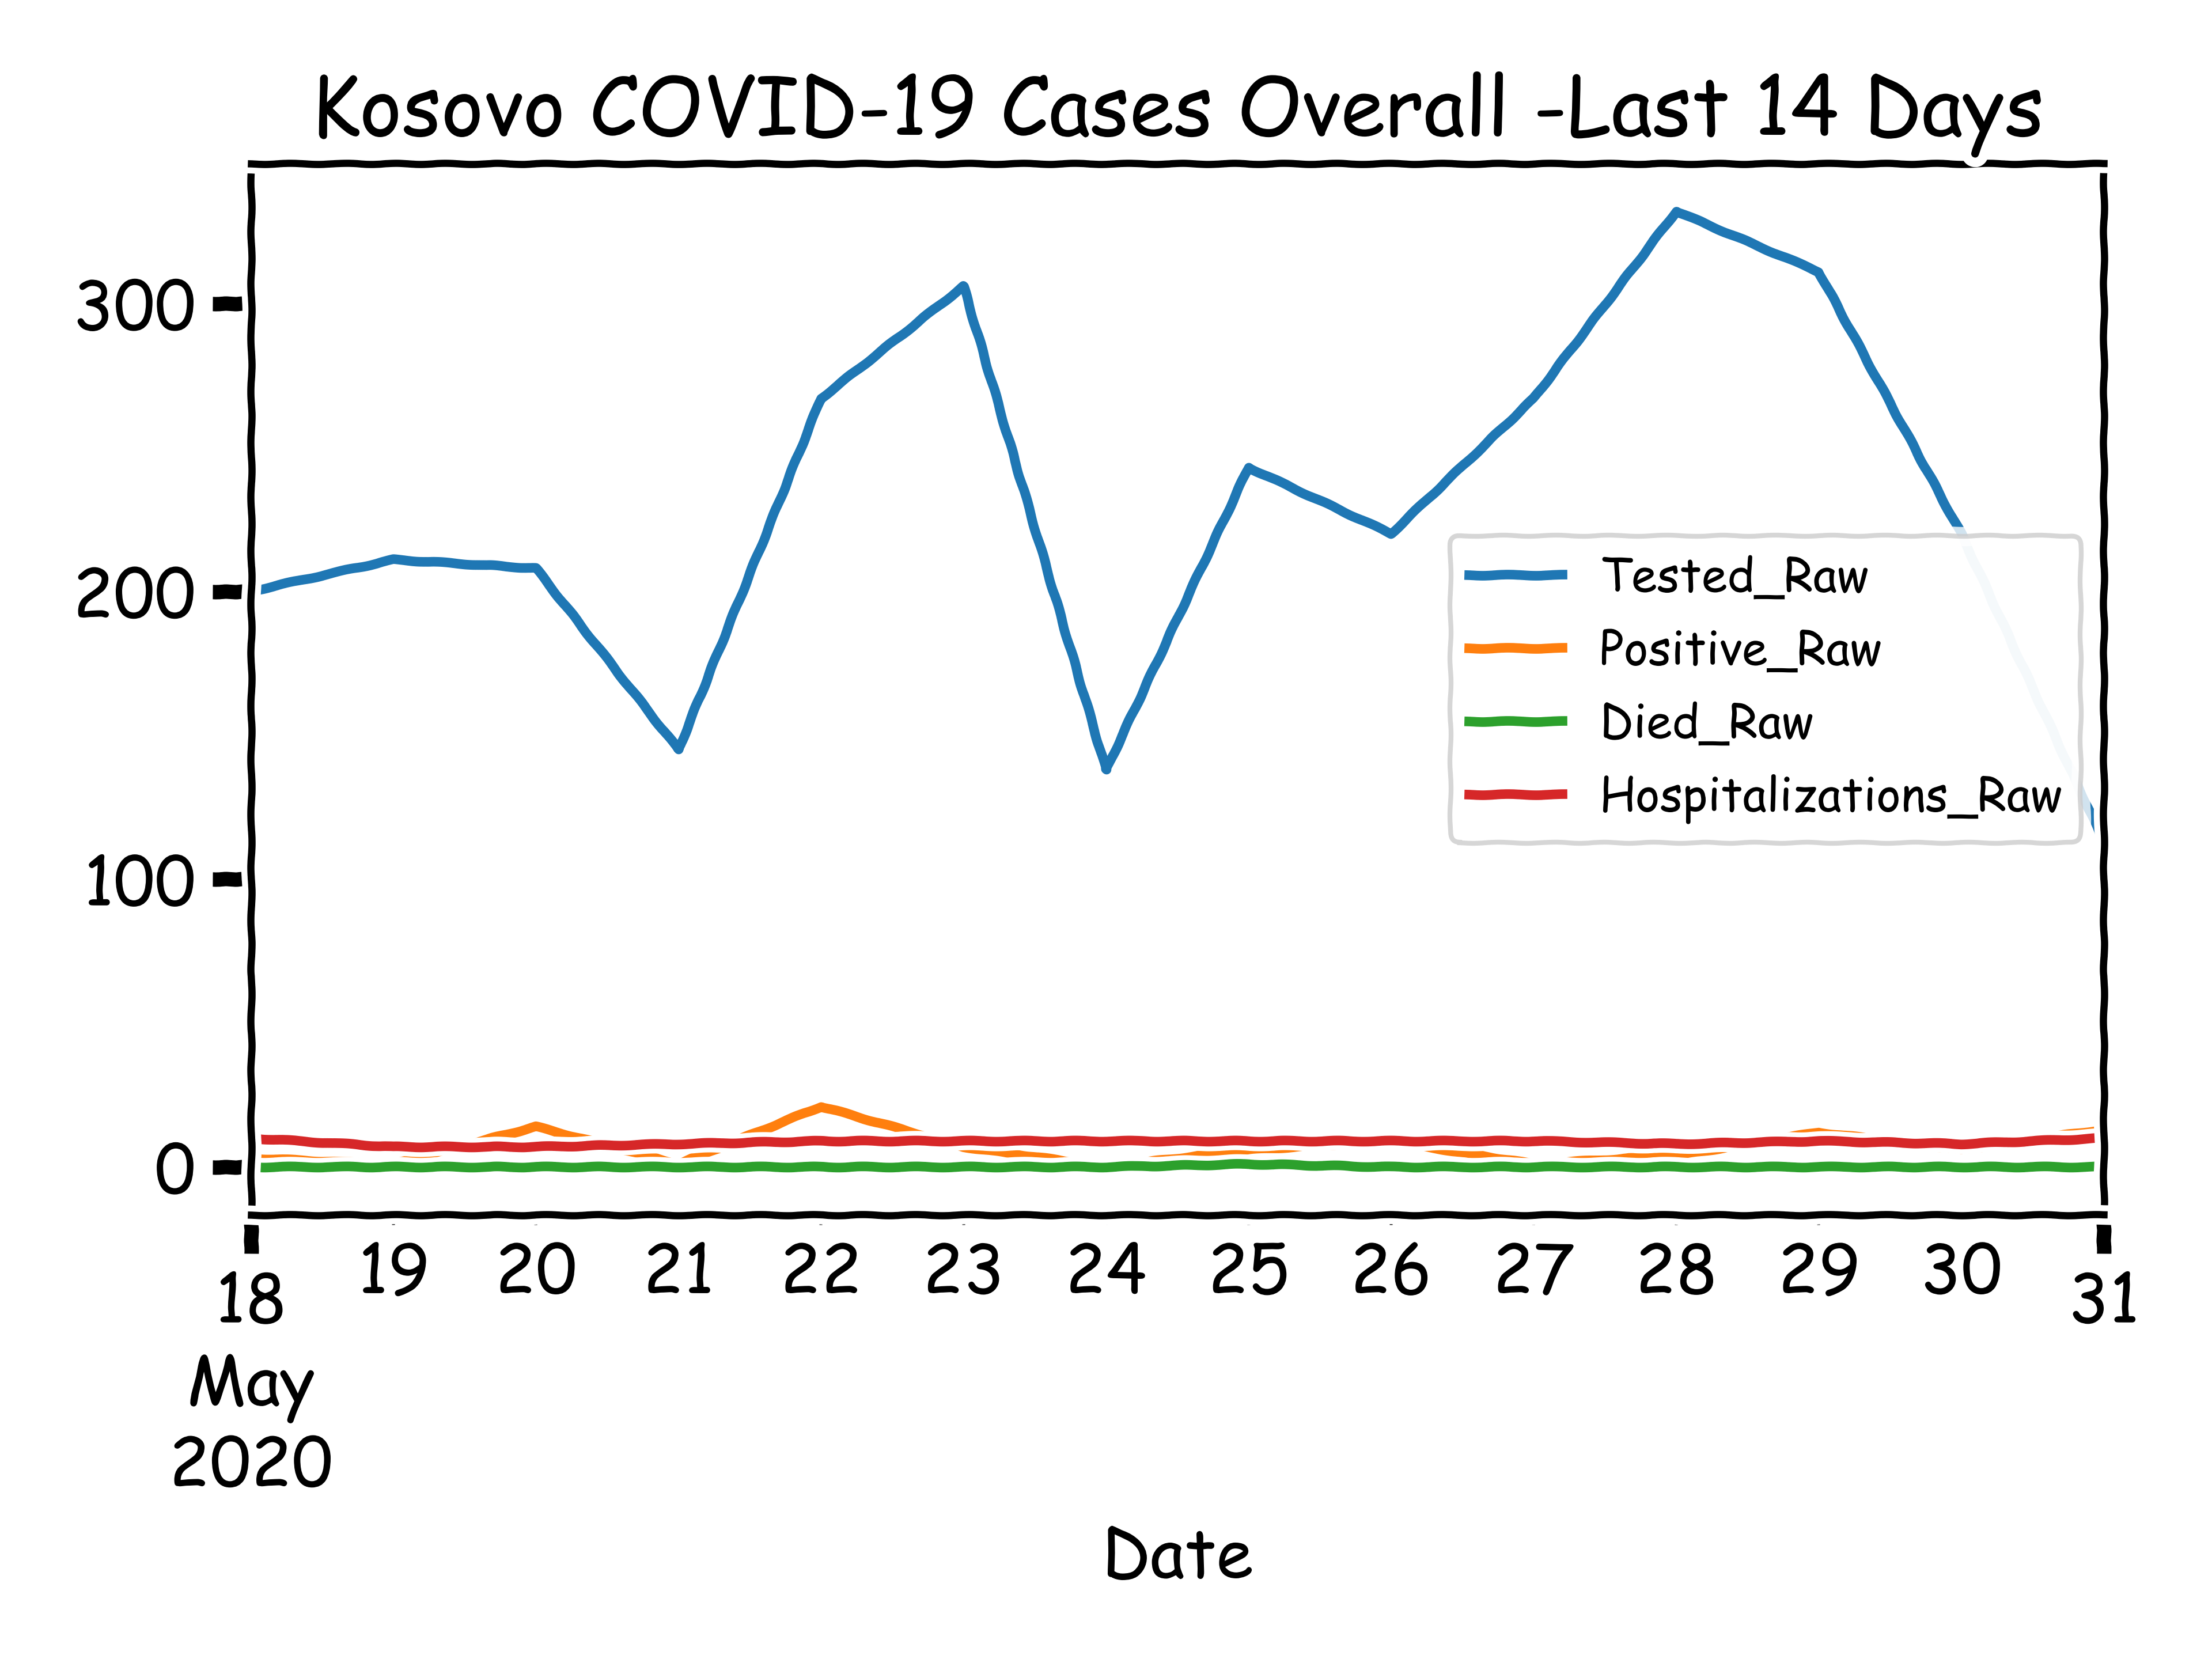 Kosovo COVID-19 Cases Overall -Last 14 Days
300
200
100
0
Tested_Raw
Positive_Raw
Died_Raw
Hospitalizations_Raw
18 19 20 21 22 23 24 25 26 27 28 29 30 31
May
2020
Date